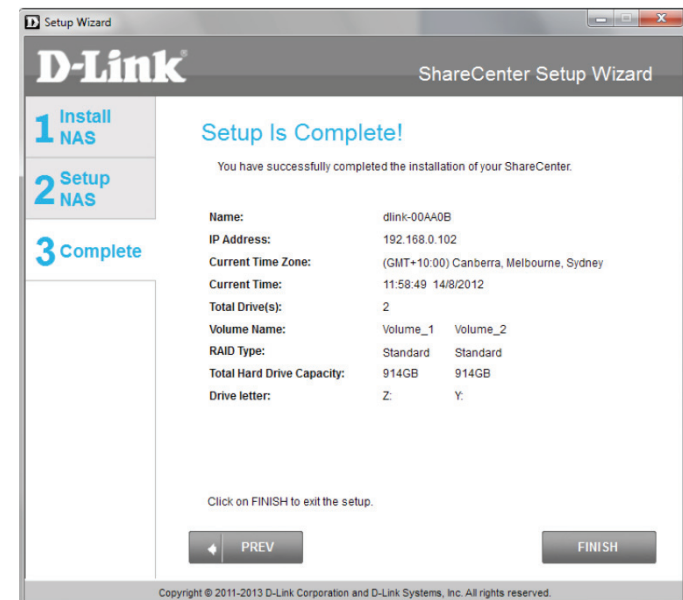 Setup Wizard
D-Link
ShareCenter Setup Wizard
1 Install NAS
2 Setup NAS
3 Complete
Setup Is Complete!
You have successfully completed the installation of your ShareCenter.
Name: dlink-00AA0B
IP Address: 192.168.0.102
Current Time Zone: (GMT+10:00) Canberra, Melbourne, Sydney
Current Time: 11:58:49 14/8/2012
Total Drive(s): 2
Volume Name: Volume_1 Volume_2
RAID Type: Standard Standard
Total Hard Drive Capacity: 914GB 914GB
Drive letter: Z: Y:
Click on FINISH to exit the setup.
PREV
FINISH
Copyright © 2011-2013 D-Link Corporation and D-Link Systems, Inc. All rights reserved.